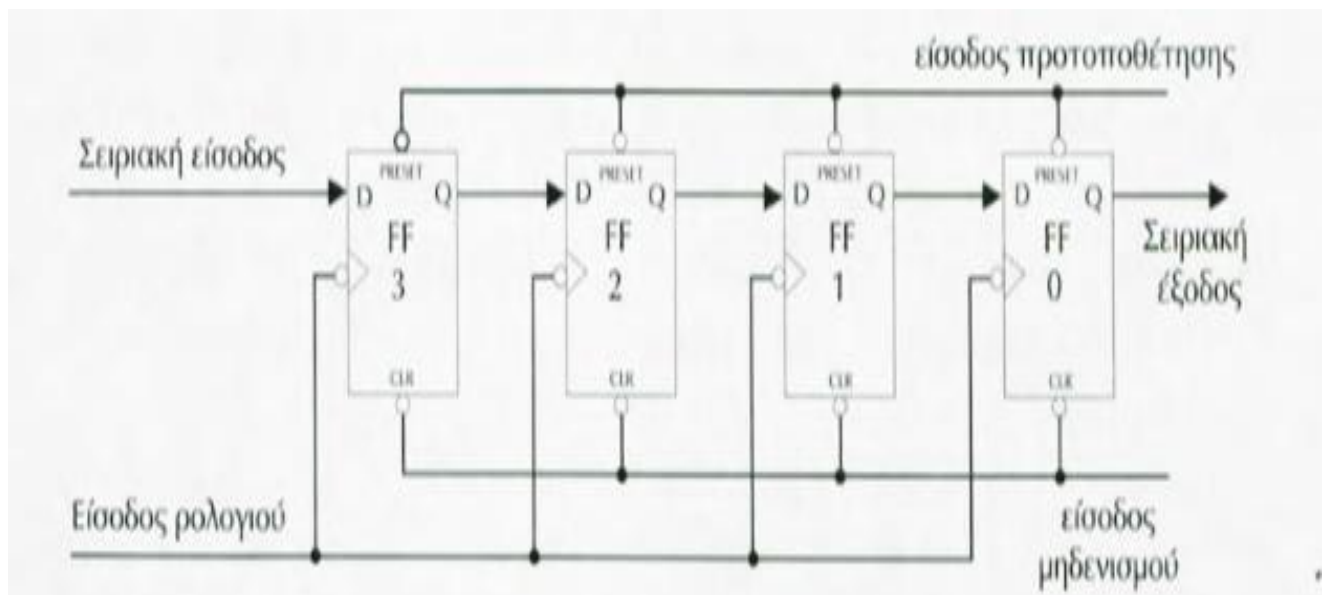 είσοδος προτοποθέτησης
Σειριακή είσοδος
PRESET
PRESET
PRESET
PRESET
D Q
D Q
D Q
D Q
FF
3
FF
2
FF
1
FF
0
Σειριακή
έξοδος
CLR
CLR
CLR
CLR
Είσοδος ρολογιού
είσοδος
μηδενισμού